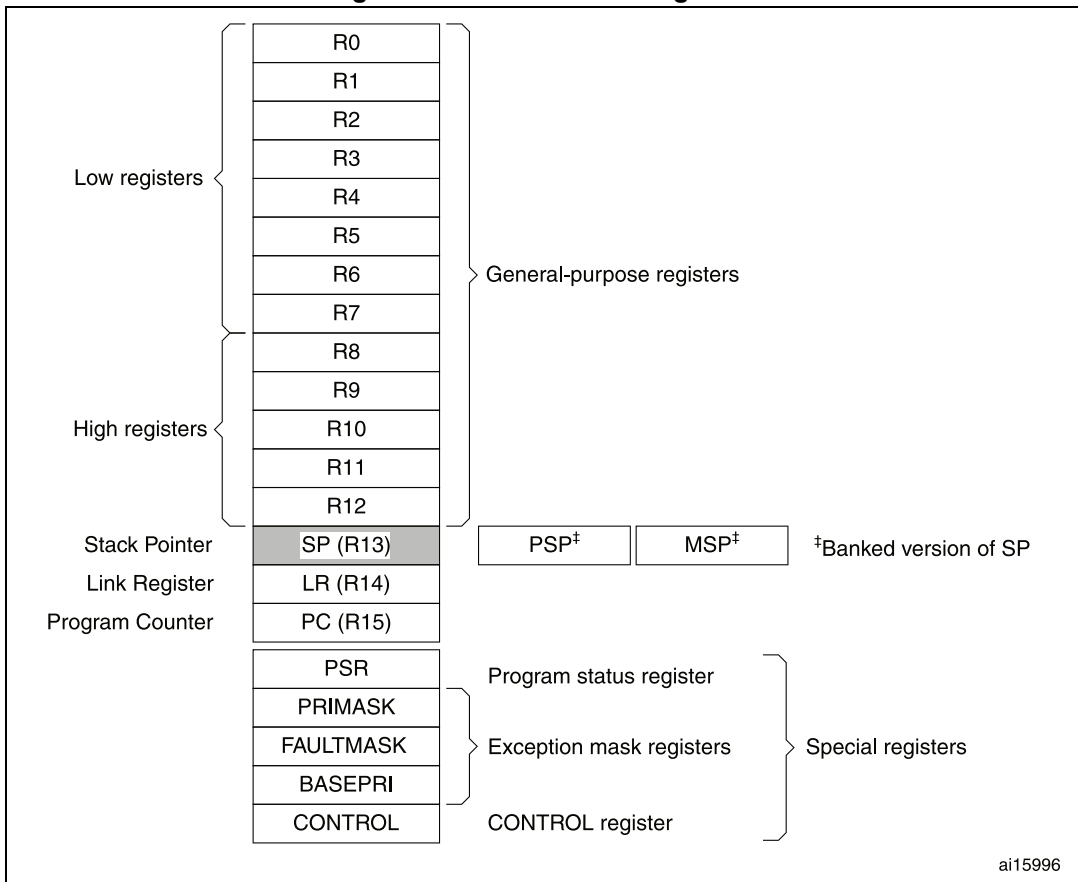 R0
R1
R2
R3
Low registers
R4
R5
R6
General-purpose registers
R7
R8
R9
High registers
R10
R11
R12
Stack Pointer SP (R13) PSP‡ MSP‡ ‡Banked version of SP
Link Register LR (R14)
Program Counter PC (R15)
PSR Program status register
PRIMASK
FAULTMASK Exception mask registers Special registers
BASEPRI
CONTROL CONTROL register
ai15996